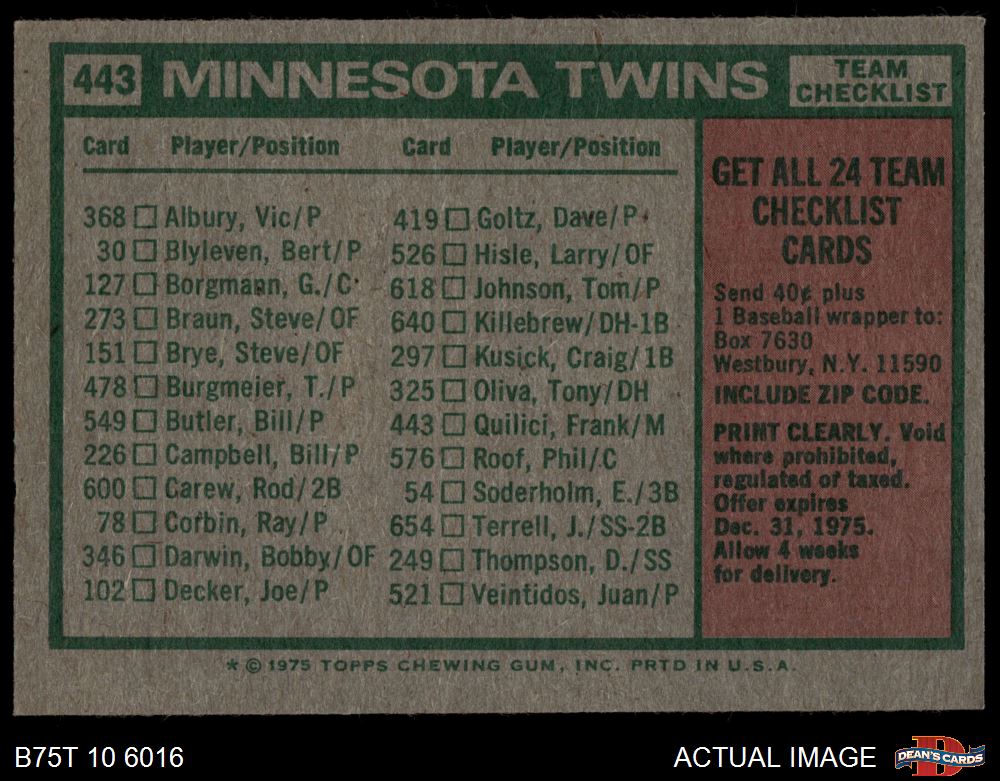 443 MINNESOTA TWINS TEAM CHECKLIST
Card Player/Position
368 Albury, Vic/P
30 Blyleven, Bert/P
127 Borgmann, G./C
273 Braun, Steve/OF
151 Brye, Steve/OF
478 Burgmeier, T./P
549 Butler, Bill/P
226 Campbell, Bill/P
600 Carew, Rod/2B
78 Corbin, Ray/P
346 Darwin, Bobby/OF
102 Decker, Joe/P
Card Player/Position
419 Goltz, Dave/P
526 Hisle, Larry/OF
618 Johnson, Tom/P
640 Killebrew/DH-1B
297 Kusick, Craig/1B
325 Oliva, Tony/DH
443 Quilici, Frank/M
576 Roof, Phil/C
54 Soderholm, E./3B
654 Terrell, J./SS-2B
249 Thompson, D./SS
521 Veintidos, Juan/P
GET ALL 24 TEAM
CHECKLIST
CARDS
Send 40¢ plus
1 Baseball wrapper to:
Box 7630
Westbury, N.Y. 11590
INCLUDE ZIP CODE.
PRINT CLEARLY. Void
where prohibited,
regulated or taxed.
Offer expires
Dec. 31, 1975.
Allow 4 weeks
for delivery.
* © 1975 TOPPS CHEWING GUM, INC. PRTD IN U.S.A.
B75T 10 6016
ACTUAL IMAGE
D
DEAN'S CARDS